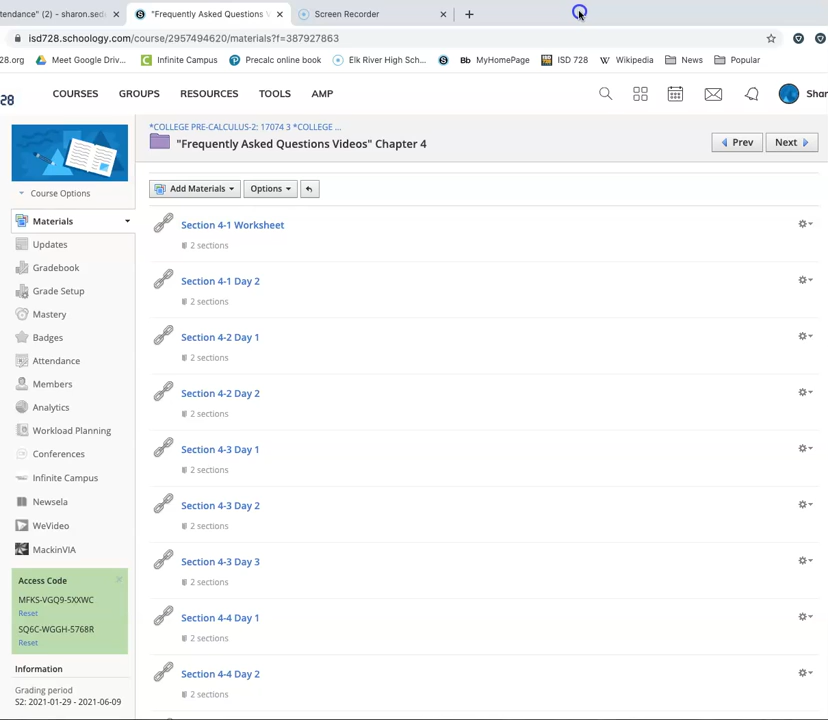 tendance" (2) - sharon.seda ×
"Frequently Asked Questions V ×
Screen Recorder ×
isd728.schoology.com/course/2957494620/materials?f=387927863
28.org
Meet Google Driv...
Infinite Campus
Precalc online book
Elk River High Sch...
Bb MyHomePage
ISD 728
W Wikipedia
News
Popular
28
COURSES
GROUPS
RESOURCES
TOOLS
AMP
Shar
*COLLEGE PRE-CALCULUS-2: 17074 3 *COLLEGE ...
"Frequently Asked Questions Videos" Chapter 4
Prev
Next
Course Options
Materials
Updates
Gradebook
Grade Setup
Mastery
Badges
Attendance
Members
Analytics
Workload Planning
Conferences
Infinite Campus
Newsela
WeVideo
MackinVIA
Access Code
MFKS-VGQ9-5XXWC
Reset
SQ6C-WGGH-5768R
Reset
Information
Grading period
S2: 2021-01-29 - 2021-06-09
Add Materials
Options
Section 4-1 Worksheet
2 sections
Section 4-1 Day 2
2 sections
Section 4-2 Day 1
2 sections
Section 4-2 Day 2
2 sections
Section 4-3 Day 1
2 sections
Section 4-3 Day 2
2 sections
Section 4-3 Day 3
2 sections
Section 4-4 Day 1
2 sections
Section 4-4 Day 2
2 sections